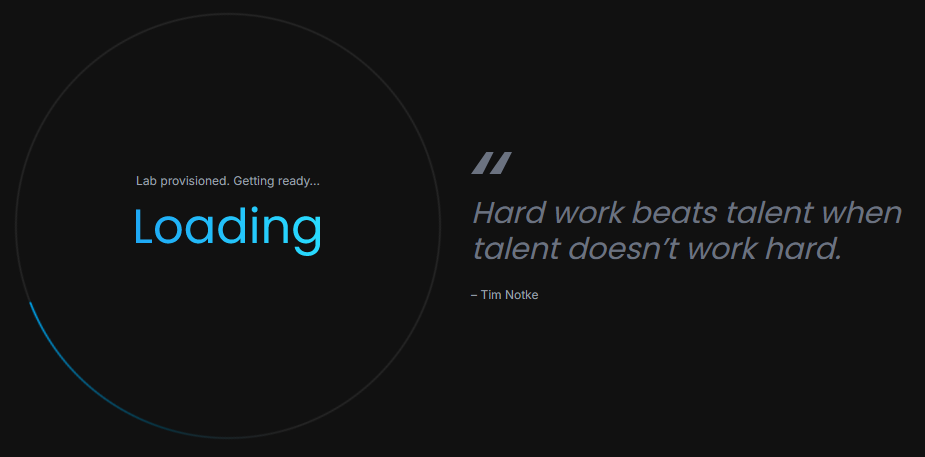 Lab provisioned. Getting ready...
Loading
Hard work beats talent when
talent doesn’t work hard.
– Tim Notke